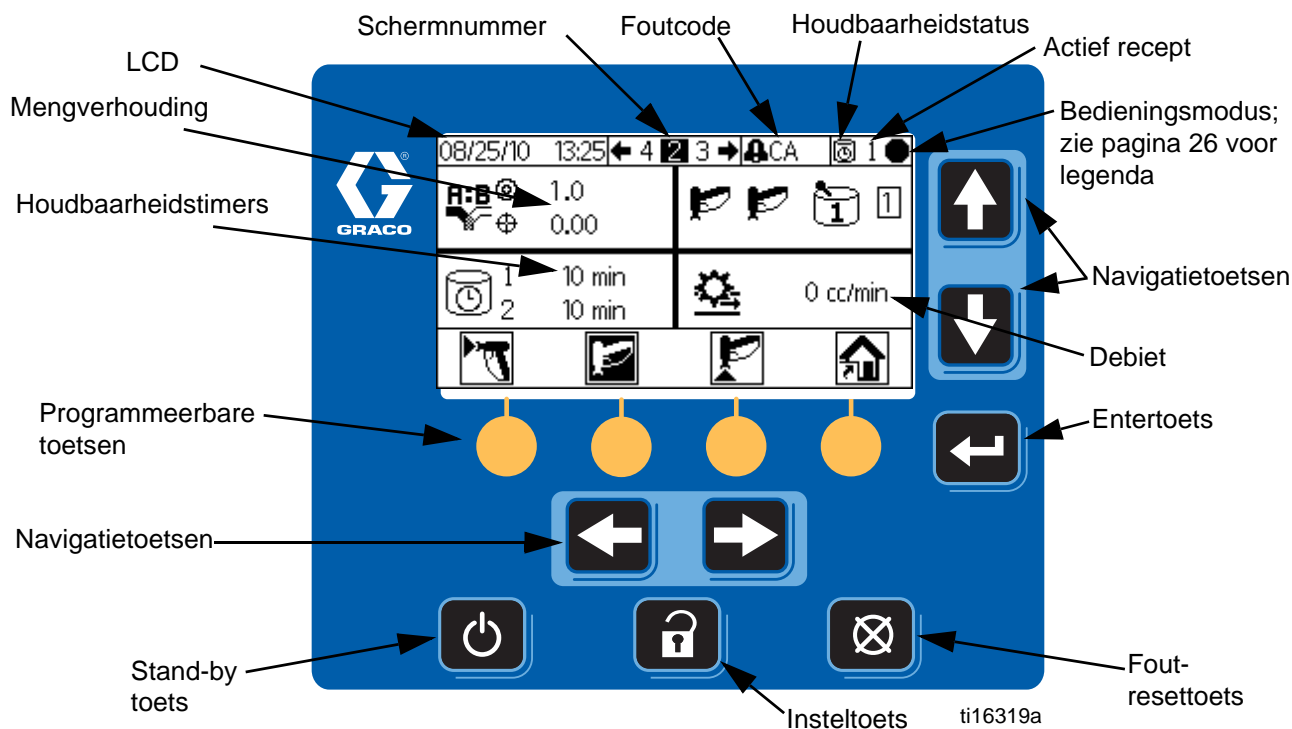 Schermnummer
Foutcode
Houdbaarheidstatus
Actief recept
LCD
Mengverhouding
Bedieningsmodus;
zie pagina 26 voor
legenda
08/25/10 13:25 4 2 3 CA 1
GRACO
®
A:B 1.0
0.00
1
1
Houdbaarheidstimers
1 10 min
2 10 min
0 cc/min
Navigatietoetsen
Debiet
Programmeerbare
toetsen
Entertoets
Navigatietoetsen
Stand-by
toets
Insteltoets
Fout-
resettoets
ti16319a